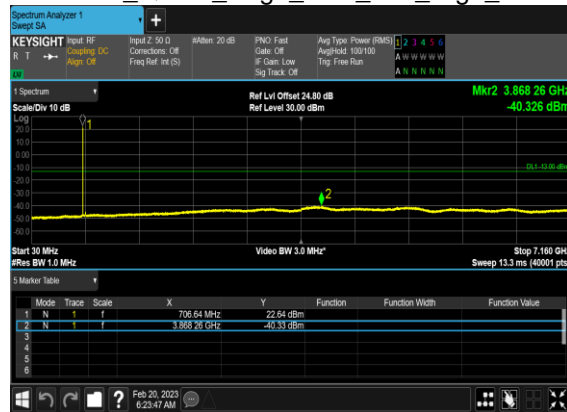 Spectrum Analyzer 1
Swept SA
+
KEYSIGHT Input: RF Input Z: 50 Ω #Atten: 20 dB PNO: Fast Avg Type: Power (RMS) 1 2 3 4 5 6
R T Coupling: DC Corrections: Off Gate: Off Avg|Hold: 100/100 A W W W W W
Align: Off Freq Ref: Int (S) IF Gain: Low Trig: Free Run
Sig Track: Off A N N N N N
1 Spectrum Ref Lvl Offset 24.80 dB Mkr2 3.868 26 GHz
Scale/Div 10 dB Ref Level 30.00 dBm -40.326 dBm
Log
1
20.0
10.0
0.00
-10.0 DL1 -13.00 dBm
-20.0
-30.0
2
-40.0
-50.0
-60.0
Start 30 MHz Video BW 3.0 MHz* Stop 7.160 GHz
#Res BW 1.0 MHz Sweep 13.3 ms (40001 pts)
5 Marker Table
Mode Trace Scale X Y Function Function Width Function Value
1 N 1 f 706.64 MHz 22.64 dBm
2 N 1 f 3.868 26 GHz -40.33 dBm
3
4
5
6
? Feb 20, 2023
6:23:47 AM